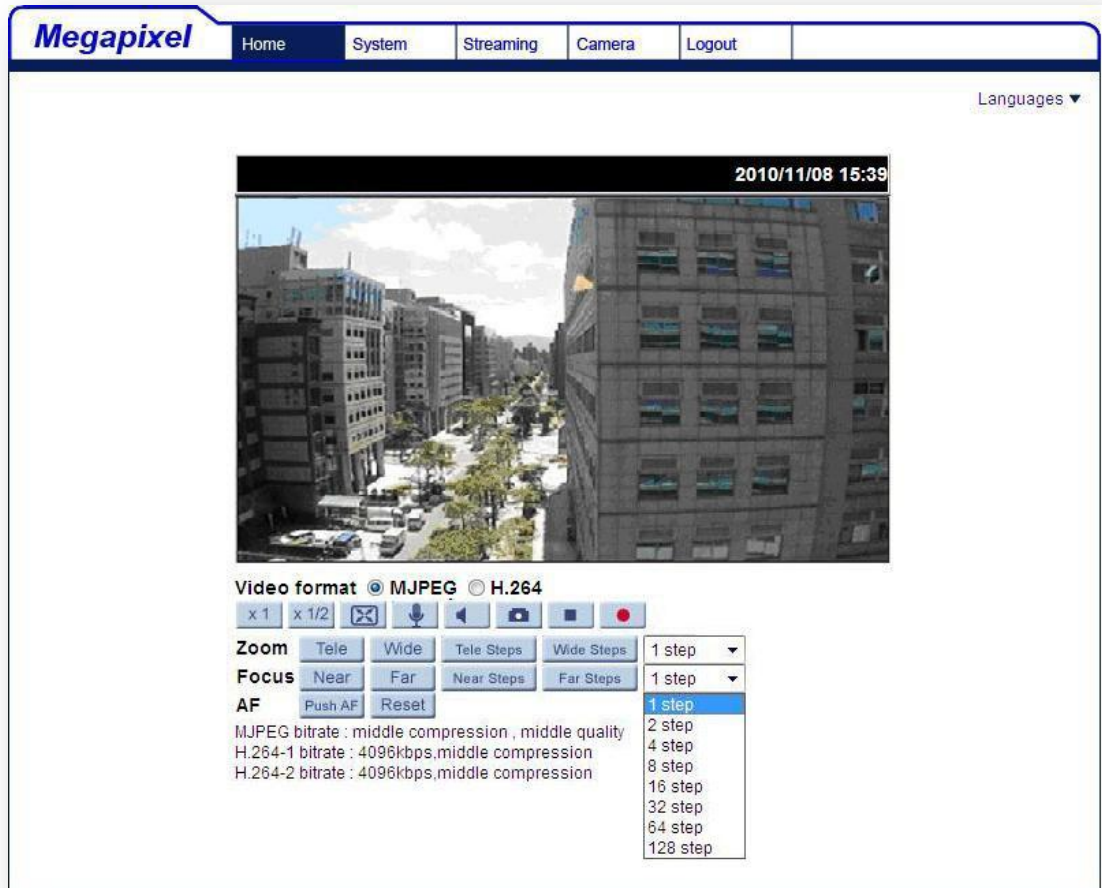 Megapixel
Home System Streaming Camera Logout
Languages ▼
2010/11/08 15:39
Video format MJPEG H.264
x 1 x 1/2
Zoom Tele Wide Tele Steps Wide Steps 1 step
Focus Near Far Near Steps Far Steps 1 step
AF Push AF Reset
1 step
2 step
4 step
8 step
16 step
32 step
64 step
128 step
MJPEG bitrate : middle compression , middle quality
H.264-1 bitrate : 4096kbps,middle compression
H.264-2 bitrate : 4096kbps,middle compression